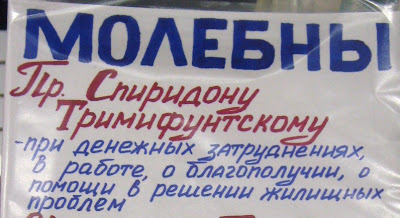 МОЛЕБНЫ
Пр. Спиридону
Тримифунтскому
-при денежных затруднениях,
в работе, о благополучии, о
помощи в решении жилищных
проблем